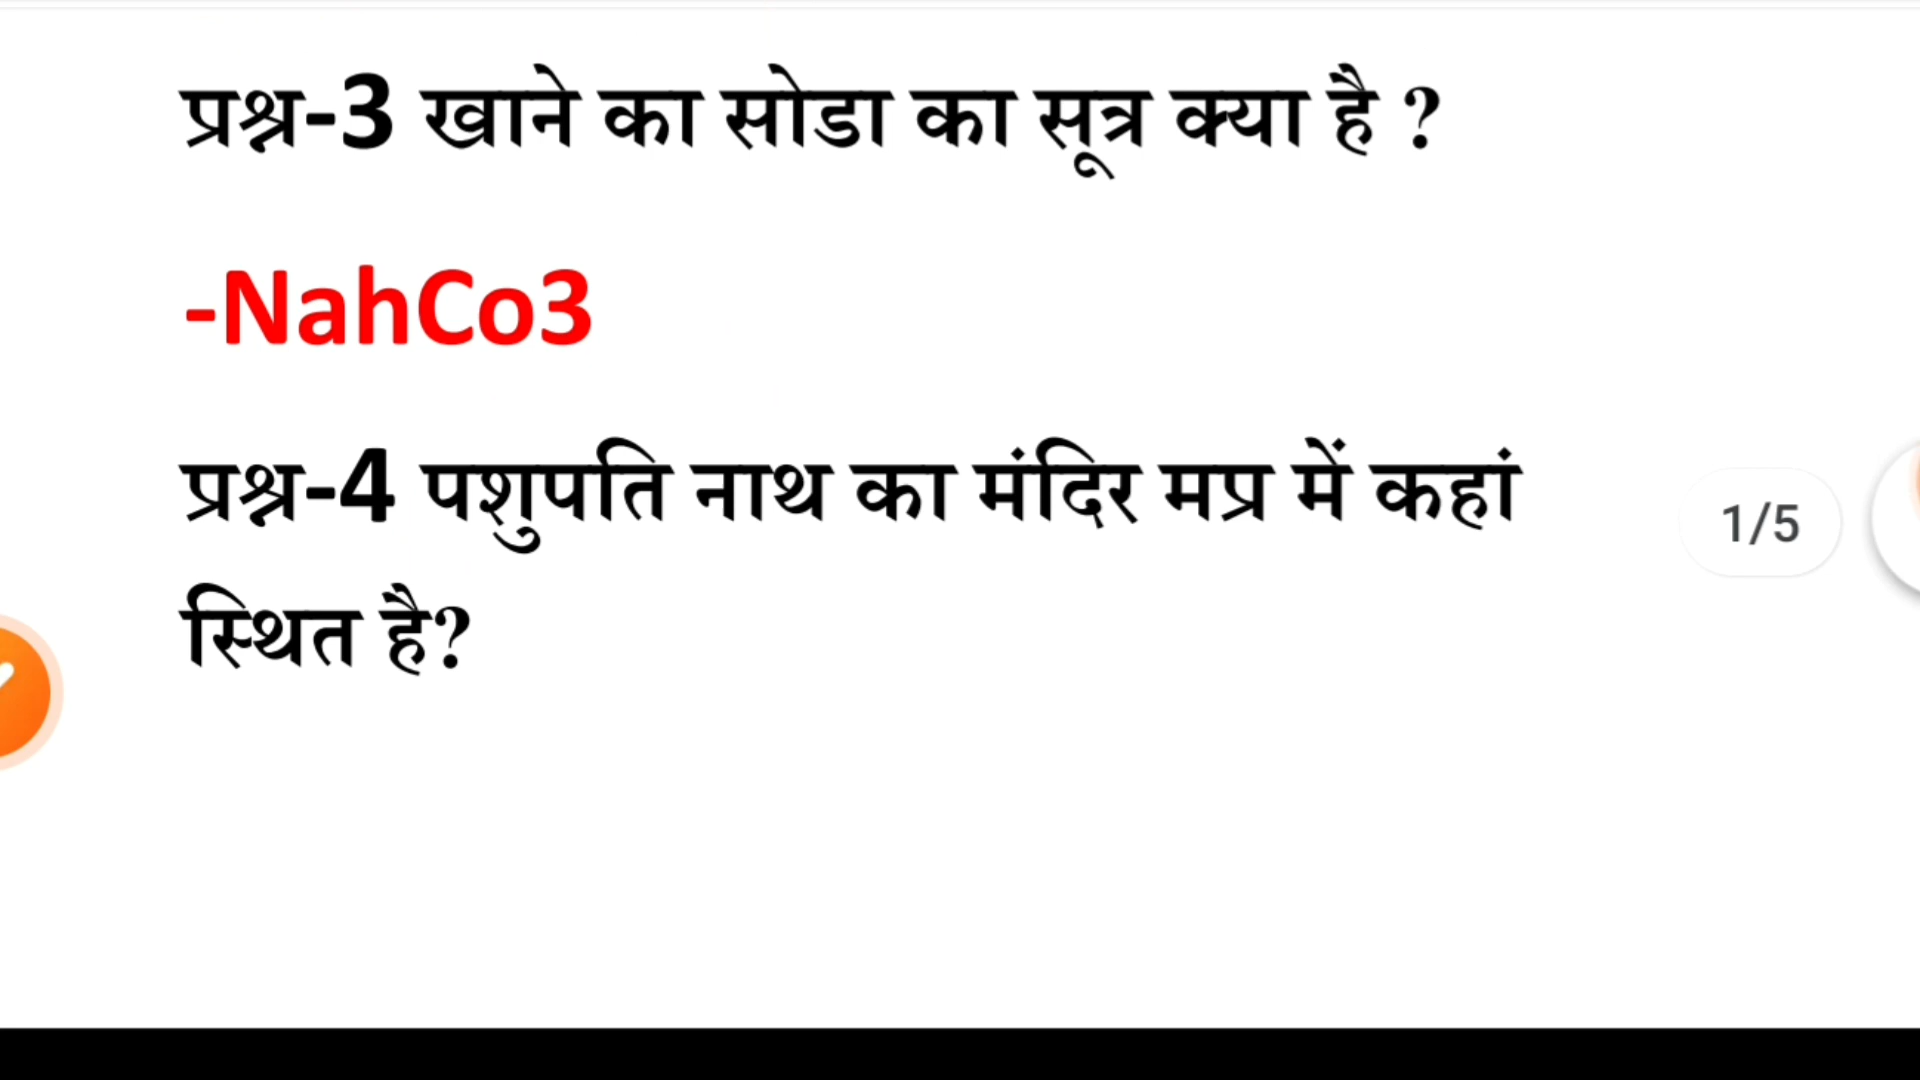 प्रश्न-3 खाने का सोडा का सूत्र क्या है ?
-NahCo3
प्रश्न-4 पशुपति नाथ का मंदिर मप्र में कहां
स्थित है?
1/5